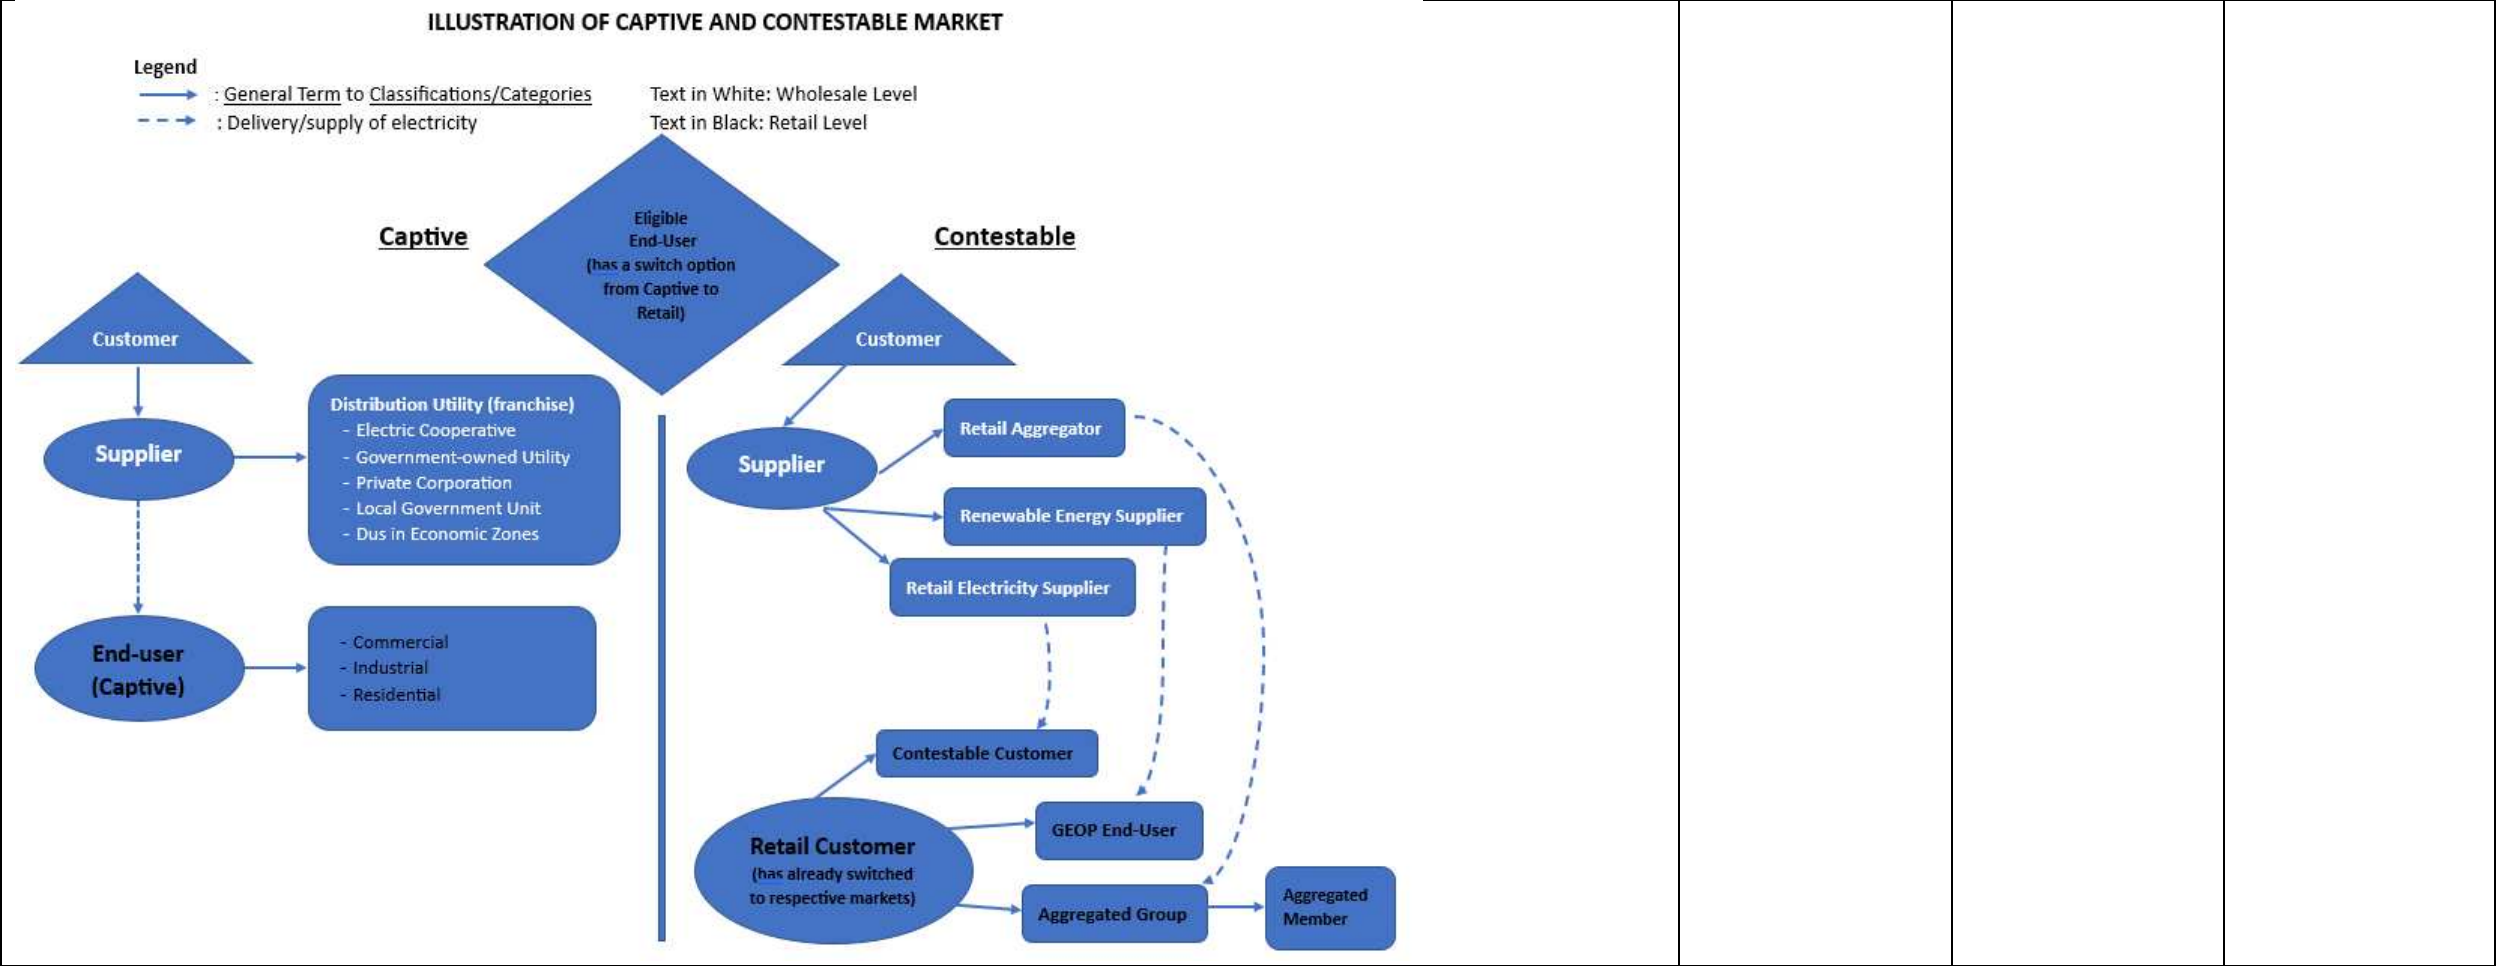 ILLUSTRATION OF CAPTIVE AND CONTESTABLE MARKET
Legend
: General Term to Classifications/Categories
: Delivery/supply of electricity
Text in White: Wholesale Level
Text in Black: Retail Level
Captive
Eligible
End-User
(has a switch option
from Captive to
Retail)
Contestable
Customer
Supplier
Distribution Utility (franchise)
- Electric Cooperative
- Government-owned Utility
- Private Corporation
- Local Government Unit
- Dus in Economic Zones
End-user
(Captive)
- Commercial
- Industrial
- Residential
Customer
Supplier
Retail Aggregator
Renewable Energy Supplier
Retail Electricity Supplier
Contestable Customer
Retail Customer
(has already switched
to respective markets)
GEOP End-User
Aggregated Group
Aggregated
Member